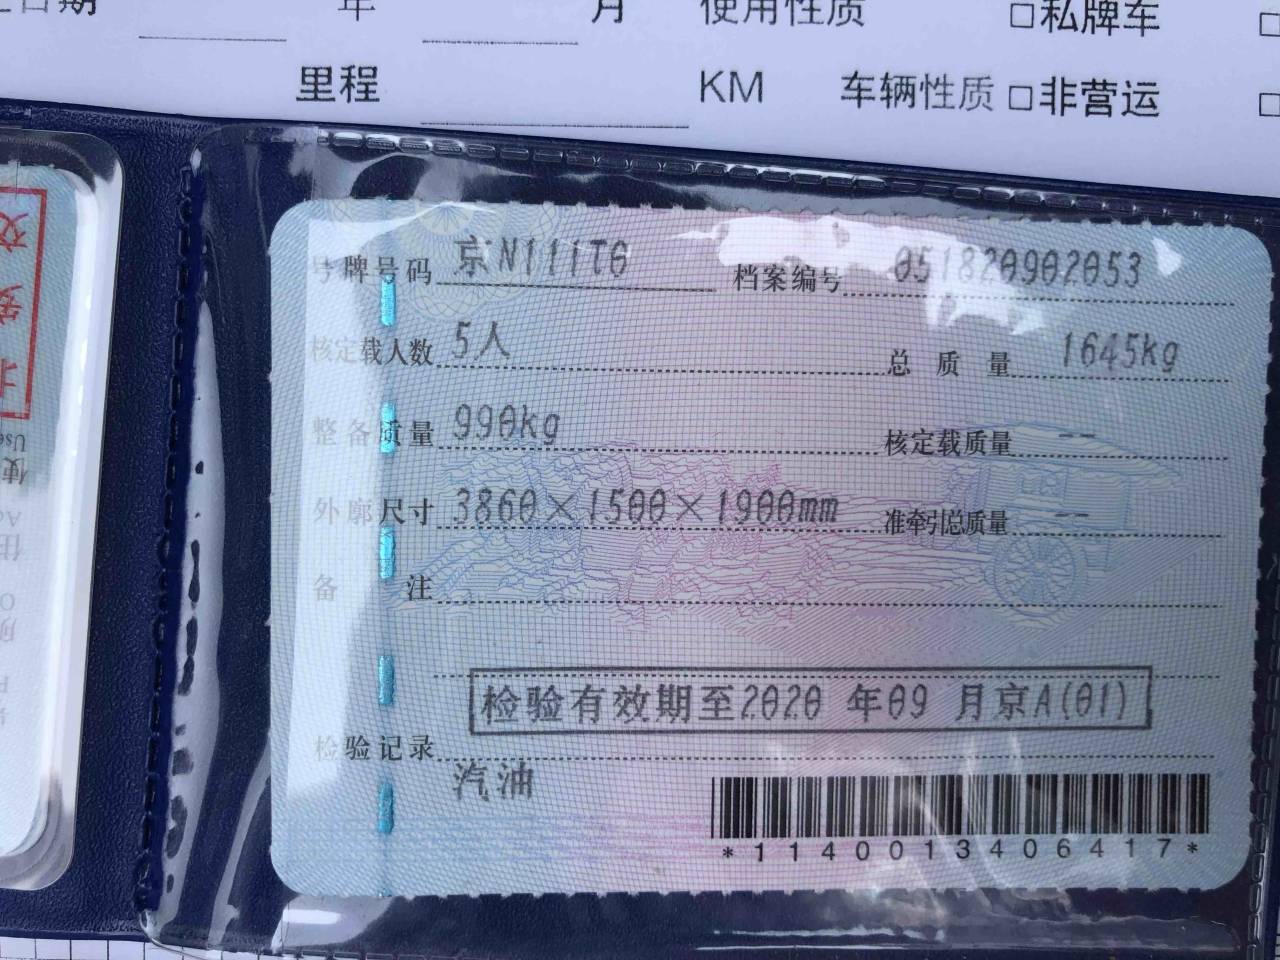 日期 年 月 使用性质 □私牌车
里程 KM 车辆性质 □非营运
号牌号码 京N111T6 档案编号 051820902053
核定载人数 5人 总质量 1645kg
整备质量 990kg 核定载质量 --
外廓尺寸 3860×1500×1900mm 准牵引总质量 --
备注
检验有效期至2020 年09 月京A(01)
检验记录
汽油
*1140013406417*